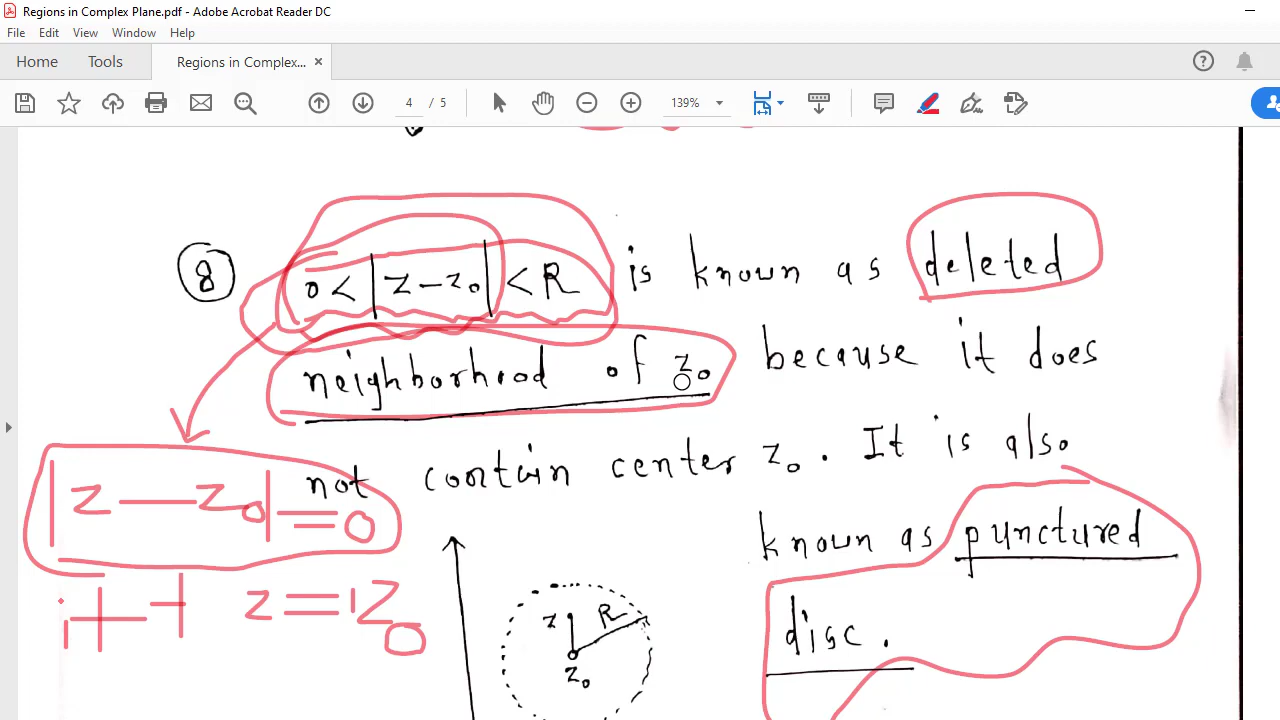 Regions in Complex Plane.pdf - Adobe Acrobat Reader DC
File Edit View Window Help
Home Tools Regions in Complex... ×
4 / 5 139%
8 0 < |z - z₀| < R is known as deleted
neighborhood of z₀ because it does
not contain center z₀. It is also
|z - z₀| = 0
known as punctured
z = z₀
disc.
z R
z₀